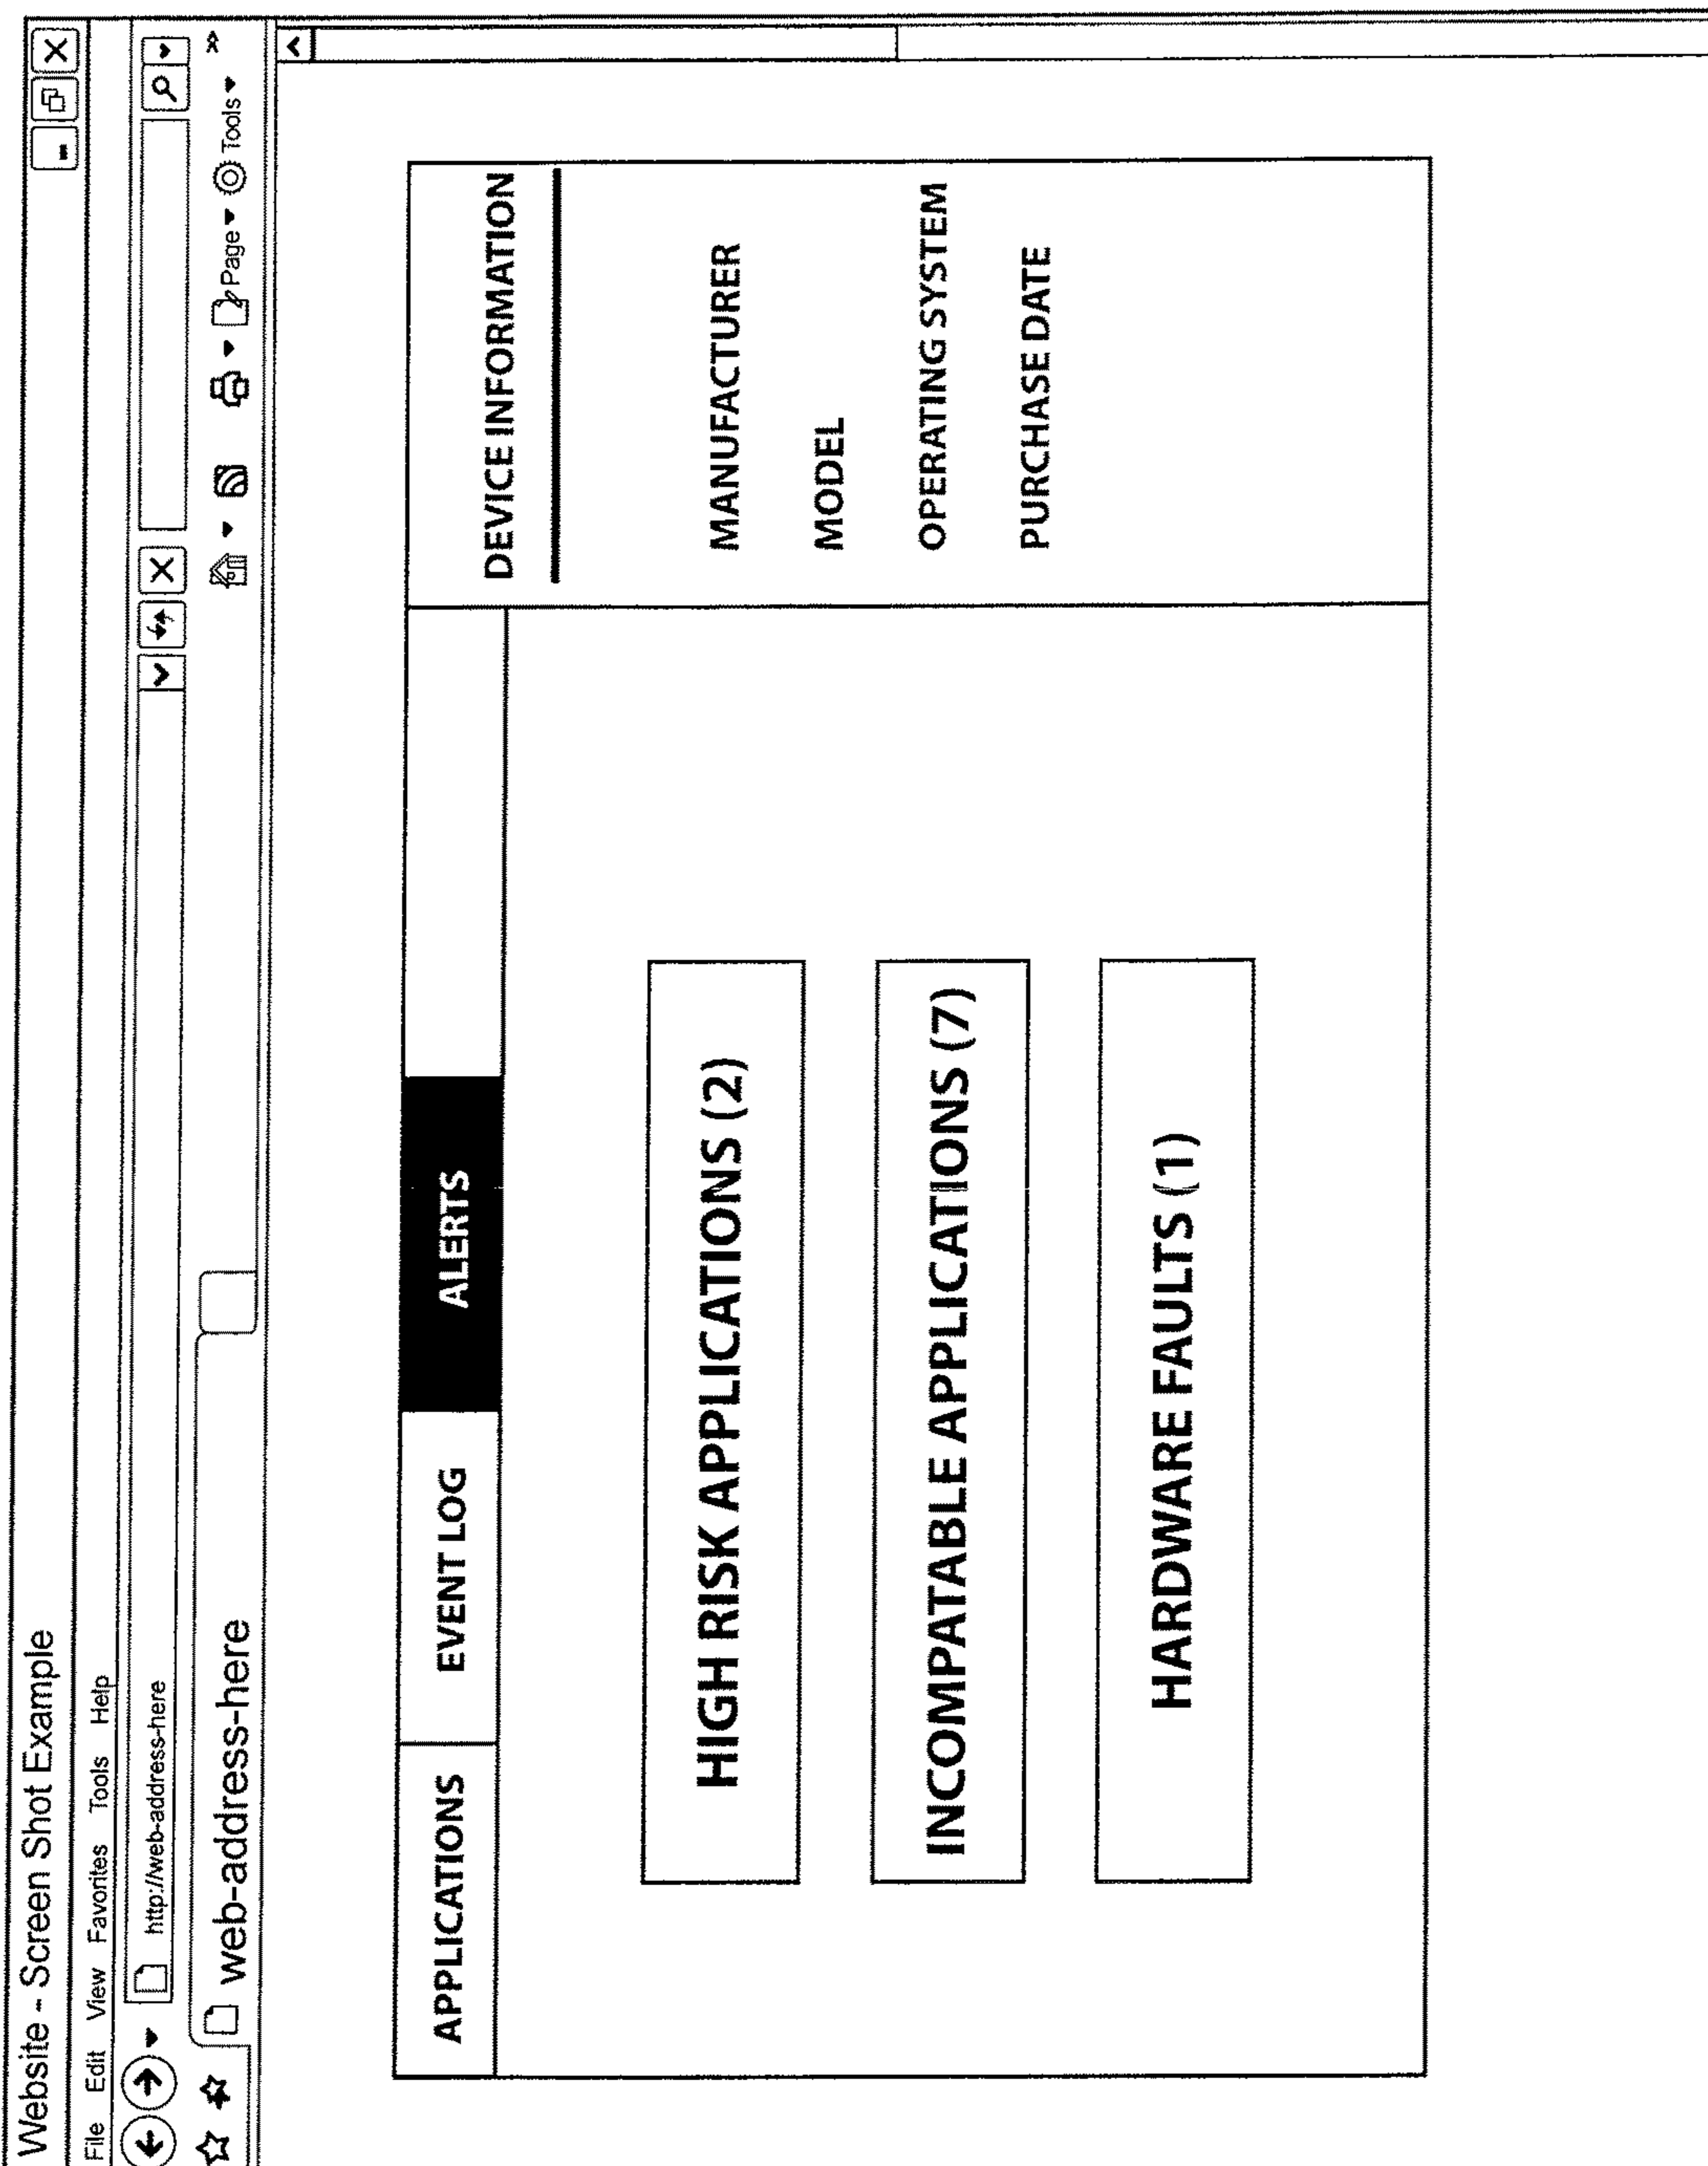 Website - Screen Shot Example
File Edit View Favorites Tools Help
http://web-address-here
web-address-here
Page Tools
APPLICATIONS
EVENT LOG
ALERTS
HIGH RISK APPLICATIONS (2)
INCOMPATABLE APPLICATIONS (7)
HARDWARE FAULTS (1)
DEVICE INFORMATION
MANUFACTURER
MODEL
OPERATING SYSTEM
PURCHASE DATE